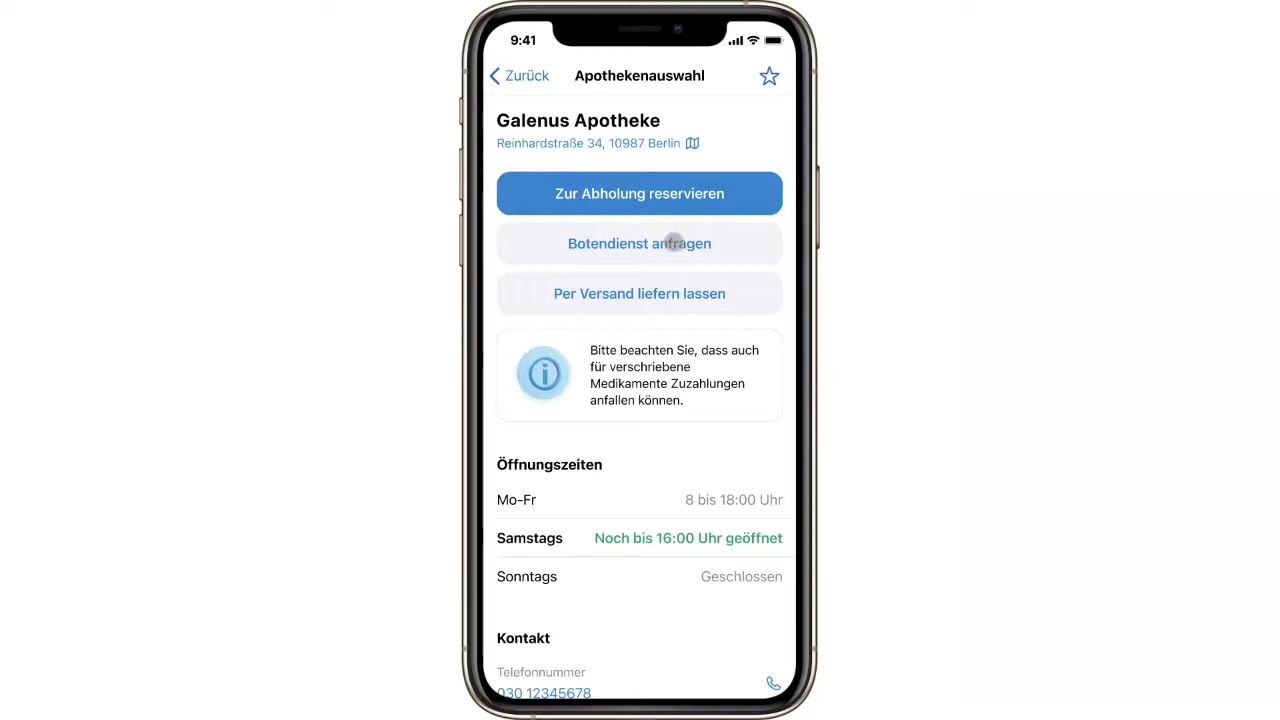 9:41
Zurück
Apothekenauswahl
Galenus Apotheke
Reinhardstraße 34, 10987 Berlin
Zur Abholung reservieren
Botendienst anfragen
Per Versand liefern lassen
Bitte beachten Sie, dass auch
für verschriebene
Medikamente Zuzahlungen
anfallen können.
Öffnungszeiten
Mo-Fr 8 bis 18:00 Uhr
Samstags Noch bis 16:00 Uhr geöffnet
Sonntags Geschlossen
Kontakt
Telefonnummer
030 12345678